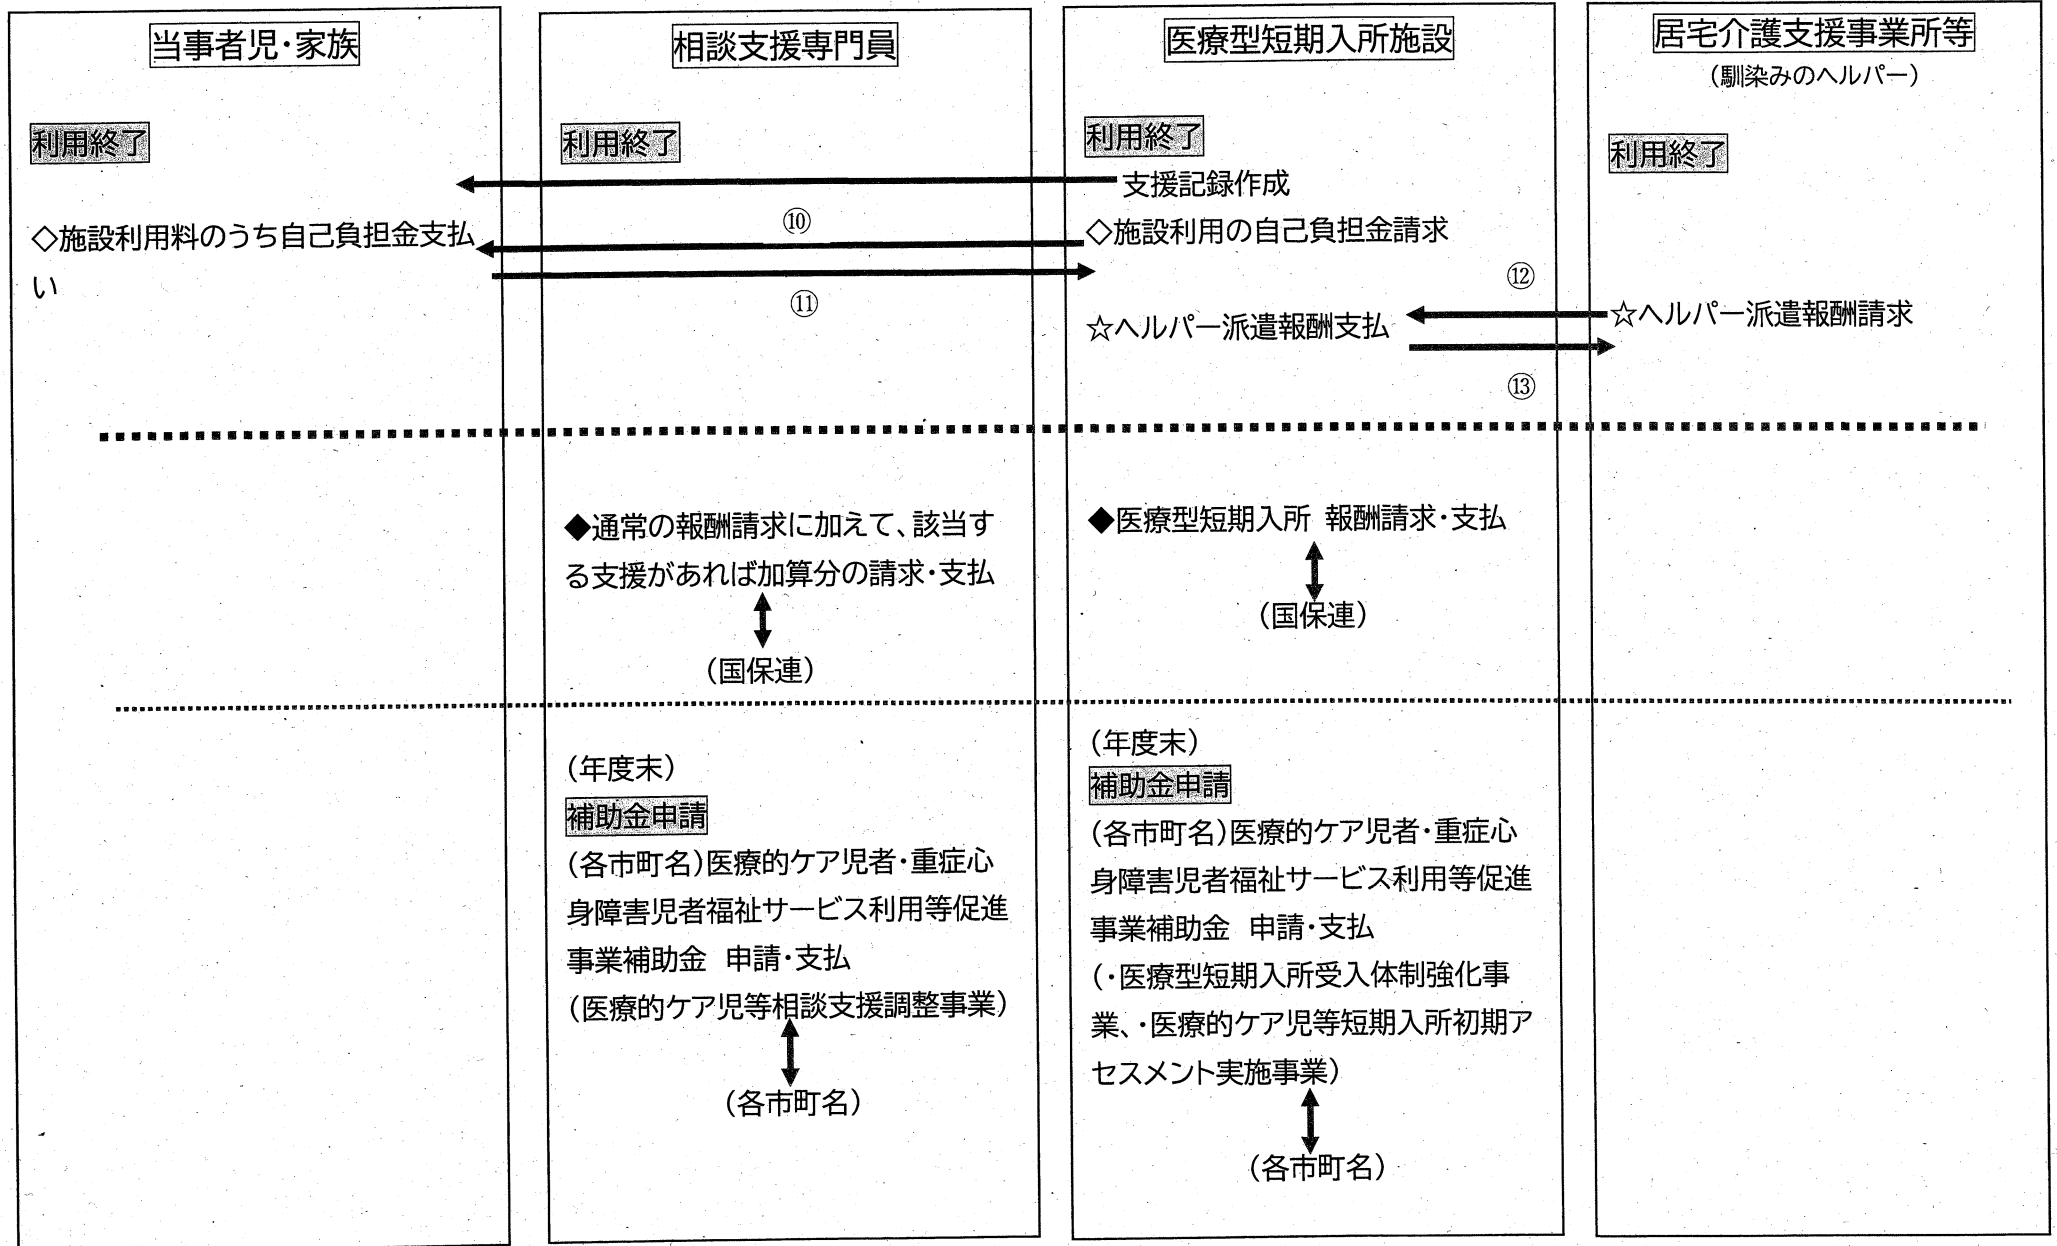 当事者児・家族
利用終了
◇施設利用料のうち自己負担金支払
い
相談支援専門員
利用終了
⑩
⑪
◆通常の報酬請求に加えて、該当す
る支援があれば加算分の請求・支払
(国保連)
(年度末)
補助金申請
(各市町名)医療的ケア児者・重症心
身障害児者福祉サービス利用等促進
事業補助金 申請・支払
(医療的ケア児等相談支援調整事業)
(各市町名)
医療型短期入所施設
利用終了
支援記録作成
◇施設利用の自己負担金請求
⑫
☆ヘルパー派遣報酬支払
⑬
◆医療型短期入所 報酬請求・支払
(国保連)
(年度末)
補助金申請
(各市町名)医療的ケア児者・重症心
身障害児者福祉サービス利用等促進
事業補助金 申請・支払
(・医療型短期入所受入体制強化事
業、・医療的ケア児等短期入所初期ア
セスメント実施事業)
(各市町名)
居宅介護支援事業所等
(馴染みのヘルパー)
利用終了
☆ヘルパー派遣報酬請求